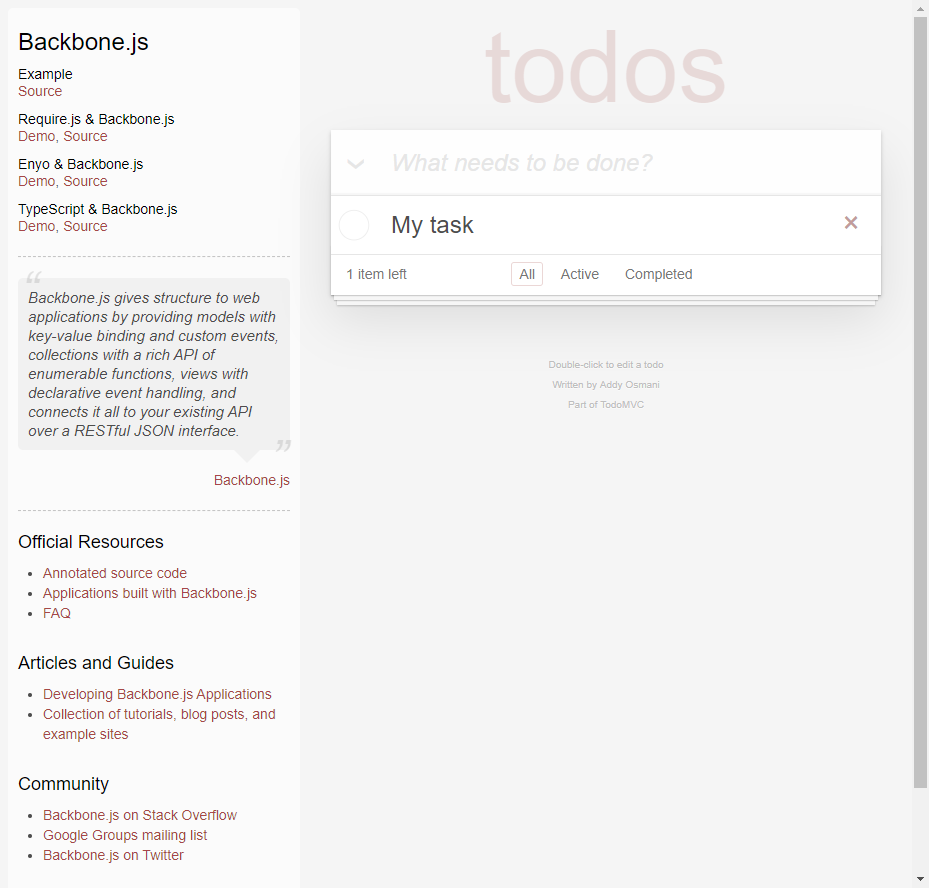 Backbone.js
Example
Source
Require.js & Backbone.js
Demo, Source
Enyo & Backbone.js
Demo, Source
TypeScript & Backbone.js
Demo, Source
“
Backbone.js gives structure to web
applications by providing models with
key-value binding and custom events,
collections with a rich API of
enumerable functions, views with
declarative event handling, and
connects it all to your existing API
over a RESTful JSON interface.
”
Backbone.js
Official Resources
• Annotated source code
• Applications built with Backbone.js
• FAQ
Articles and Guides
• Developing Backbone.js Applications
• Collection of tutorials, blog posts, and
example sites
Community
• Backbone.js on Stack Overflow
• Google Groups mailing list
• Backbone.js on Twitter
todos
What needs to be done?
My task ×
1 item left All Active Completed
Double-click to edit a todo
Written by Addy Osmani
Part of TodoMVC